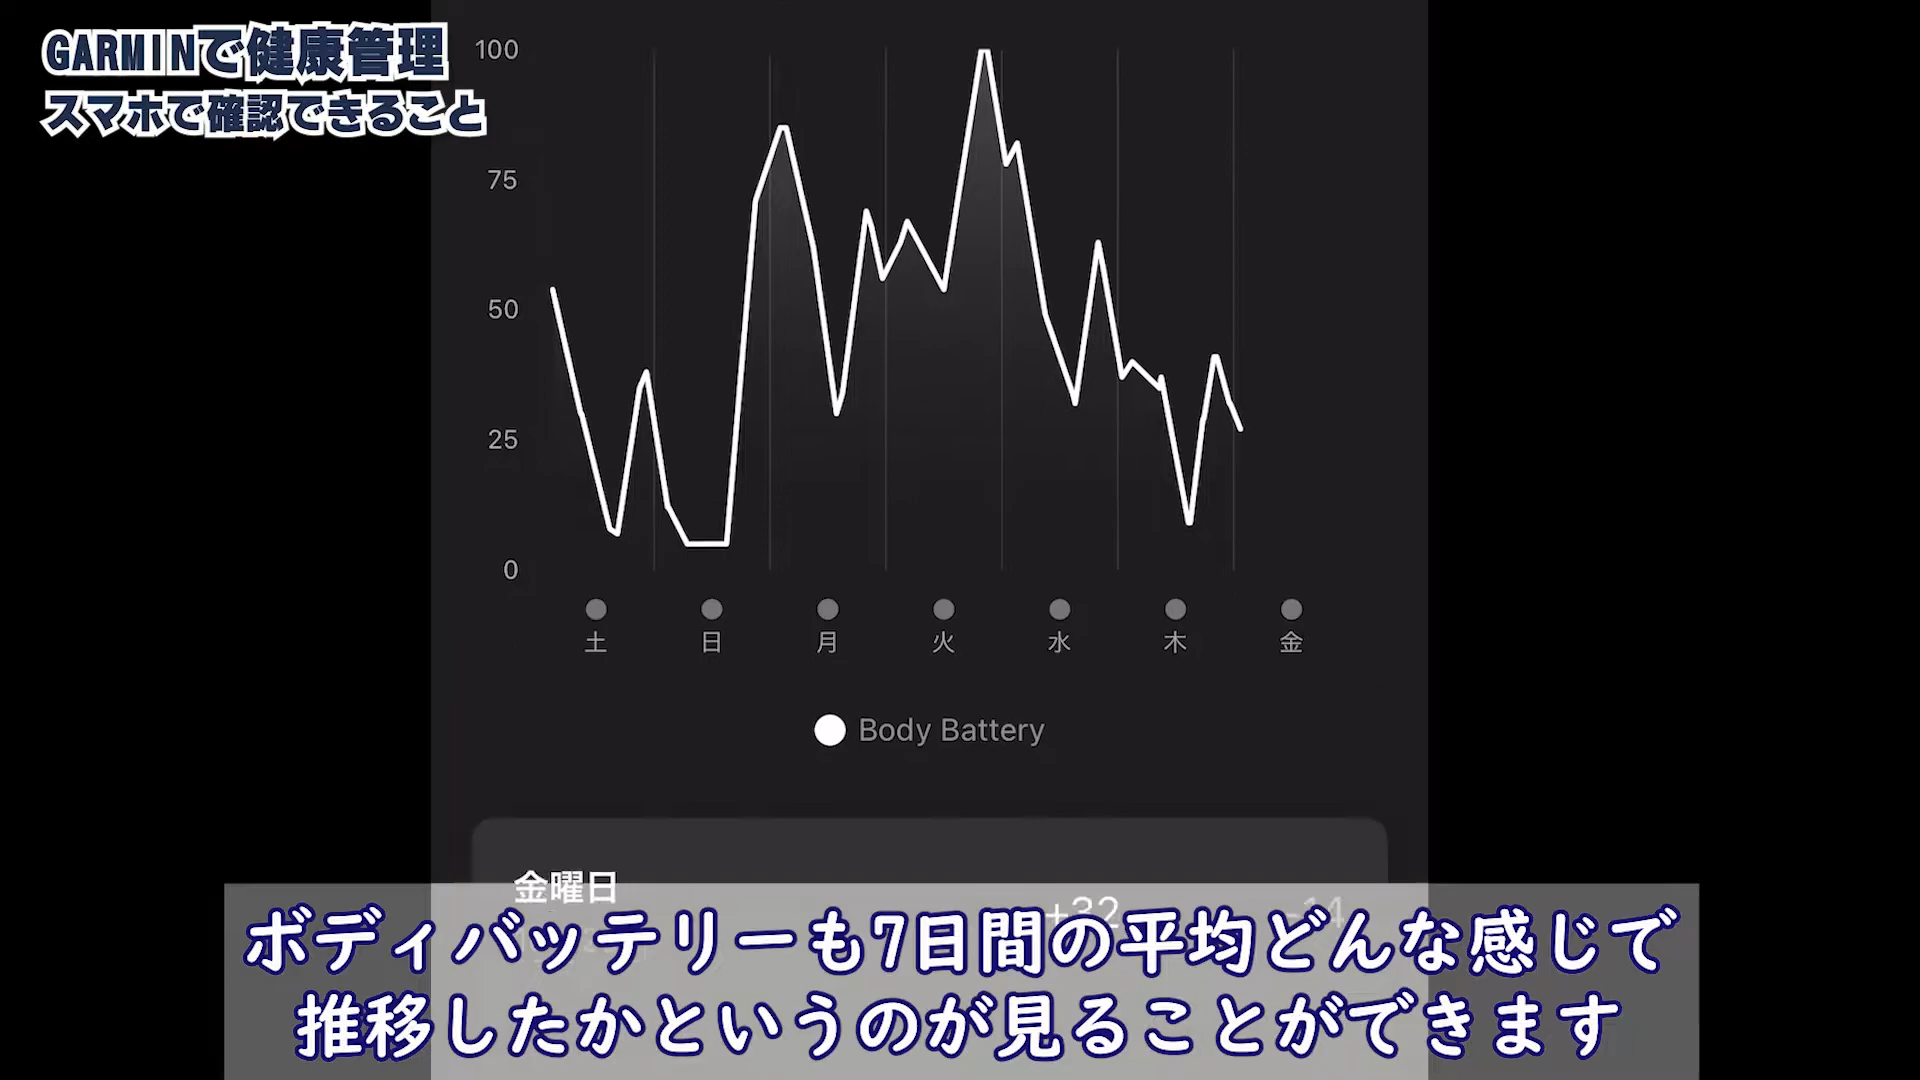 GARMINで健康管理
スマホで確認できること
100
75
50
25
0
土 日 月 火 水 木 金
Body Battery
金曜日
+32 -14
ボディバッテリーも7日間の平均どんな感じで
推移したかというのが見ることができます